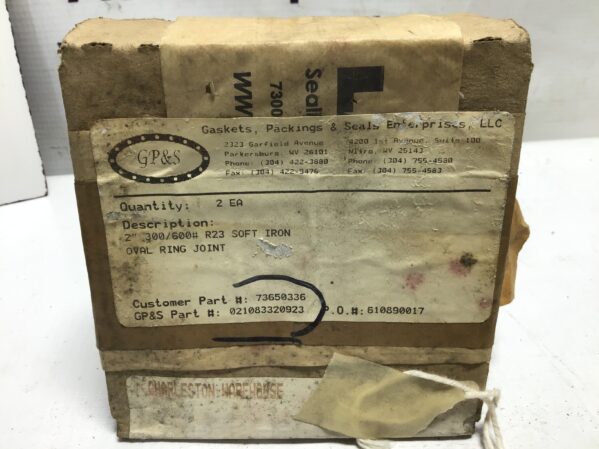 Seali
7300
ww
L
Gaskets, Packings & Seals Enterprises, LLC
GP&S
2323 Garfield Avenue
Parkersburg, WV 26101
Phone: (304) 422-3880
Fax: (304) 422-9476
4200 1st Avenue, Suite 100
Nitro, WV 25143
Phone: (304) 755-4580
Fax: (304) 755-4583
Quantity: 2 EA
Description:
2" 300/600# R23 SOFT IRON
OVAL RING JOINT
Customer Part #: 73650336
GP&S Part #: 021083320923 P.O.#: 610890017
CHARLESTON WAREHOUSE